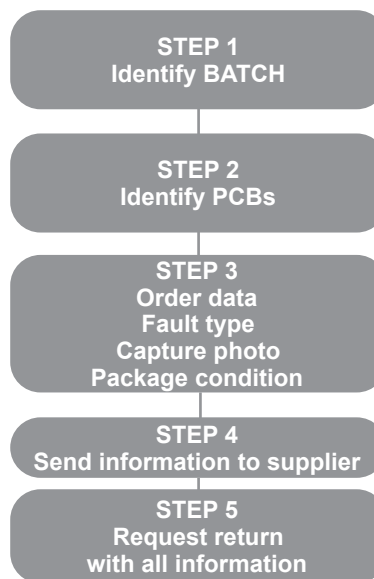 STEP 1
Identify BATCH
STEP 2
Identify PCBs
STEP 3
Order data
Fault type
Capture photo
Package condition
STEP 4
Send information to supplier
STEP 5
Request return
with all information